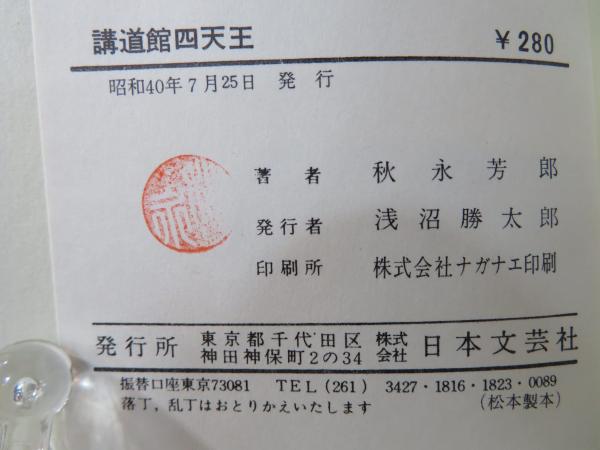 講道館四天王 ¥280
昭和40年7月25日 発行
著者 秋永芳郎
発行者 浅沼勝太郎
印刷所 株式会社ナガナエ印刷
発行所 東京都千代田区神田神保町2の34 株式会社 日本文芸社
振替口座東京73081 TEL(261) 3427・1816・1823・0089
落丁,乱丁はおとりかえいたします (松本製本)